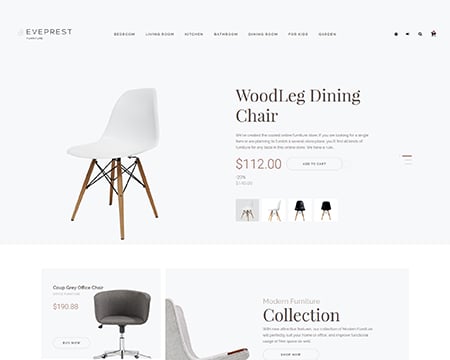 EVEPREST
FURNITURE
BEDROOM LIVING ROOM KITCHEN BATHROOM DINING ROOM FOR KIDS GARDEN
WoodLeg Dining
Chair
We've created the coolest online furniture store. If you are looking for a single
item or are planning to furnish a several-storey place, you'll find all kinds of
furniture for any taste in this online store. We have a wide
$112.00 ADD TO CART
-20%
$140.00
Coup Grey Office Chair
OFFICE FURNITURE
$190.88
BUY NOW
Modern Furniture
Collection
With new attractive features, our collection of Modern Furniture
will perfectly suit your home or office, and improve functional
usage of free space as well.
SHOP NOW